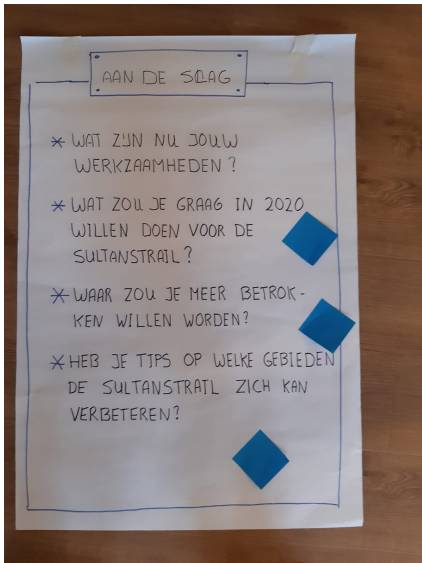 AAN DE SLAG
* WAT ZIJN NU JOUW
WERKZAAMHEDEN?
* WAT ZOU JE GRAAG IN 2020
WILLEN DOEN VOOR DE
SULTANSTRAIL?
* WAAR ZOU JE MEER BETROK-
KEN WILLEN WORDEN?
* HEB JE TIPS OP WELKE GEBIEDEN
DE SULTANSTRAIL ZICH KAN
VERBETEREN?